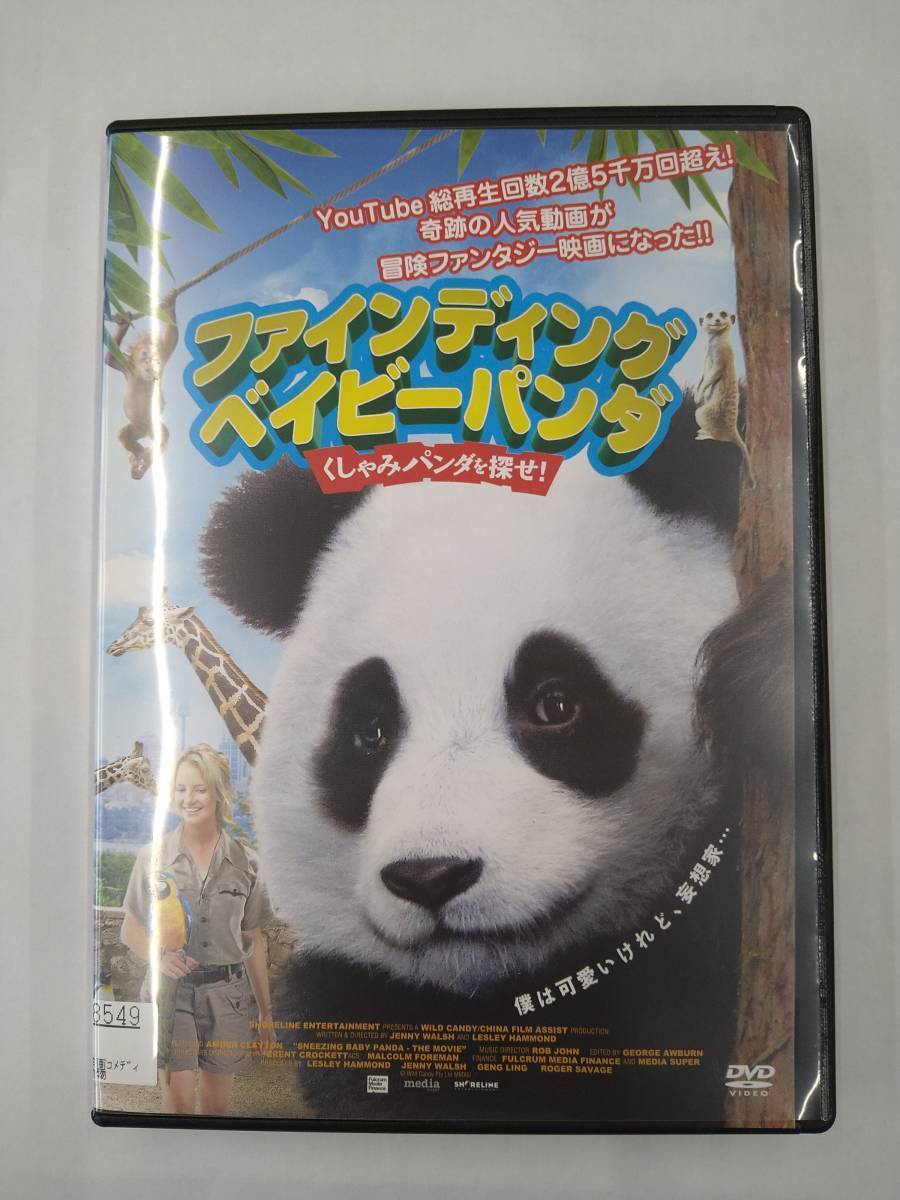 YouTube 総再生回数2億5千万回超え!
奇跡の人気動画が
冒険ファンタジー映画になった!!
ファインディング
ベイビーパンダ
くしゃみパンダを探せ!
僕は可愛いけれど、妄想家…
3549
コメディ
SHORELINE ENTERTAINMENT PRESENTS A WILD CANDY/CHINA FILM ASSIST PRODUCTION
WRITTEN & DIRECTED BY JENNY WALSH AND LESLEY HAMMOND
AMBER CLAYTON "SNEEZING BABY PANDA - THE MOVIE" MUSIC DIRECTOR ROB JOHN EDITED BY GEORGE AWBURN
BRENT CROCKETT MALCOLM FOREMAN FINANCE FULCRUM MEDIA FINANCE AND MEDIA SUPER
LESLEY HAMMOND JENNY WALSH GENG LING ROGER SAVAGE
Fulcrum Media Finance media SHORELINE
DVD
VIDEO